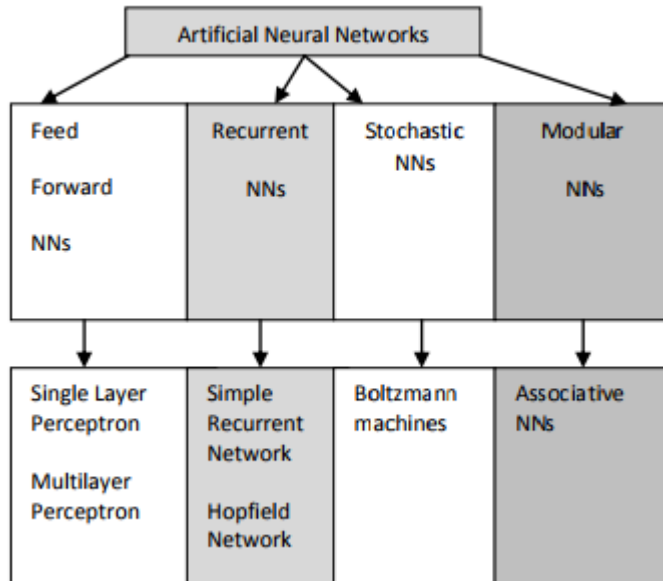 Artificial Neural Networks
Feed
Forward
NNs
Recurrent
NNs
Stochastic
NNs
Modular
NNs
Single Layer
Perceptron
Multilayer
Perceptron
Simple
Recurrent
Network
Hopfield
Network
Boltzmann
machines
Associative
NNs